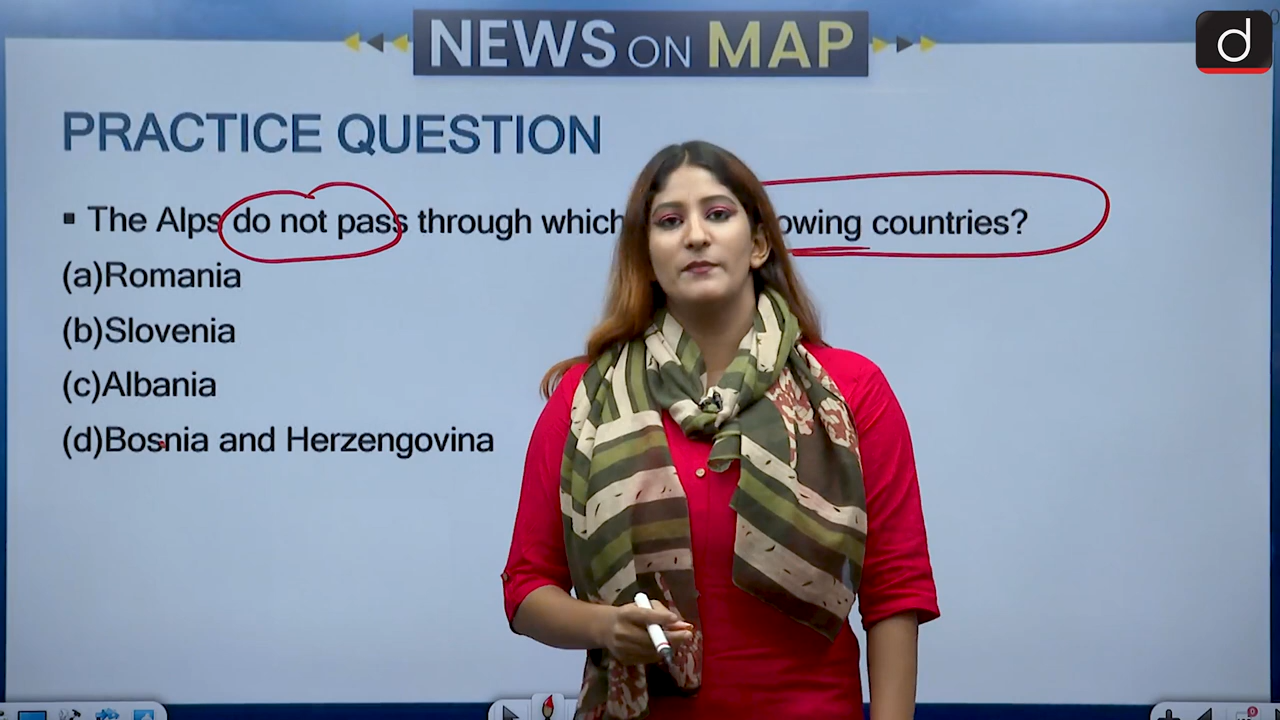 NEWS ON MAP
d
PRACTICE QUESTION
▪ The Alps do not pass through which owing countries?
(a)Romania
(b)Slovenia
(c)Albania
(d)Bosnia and Herzengovina